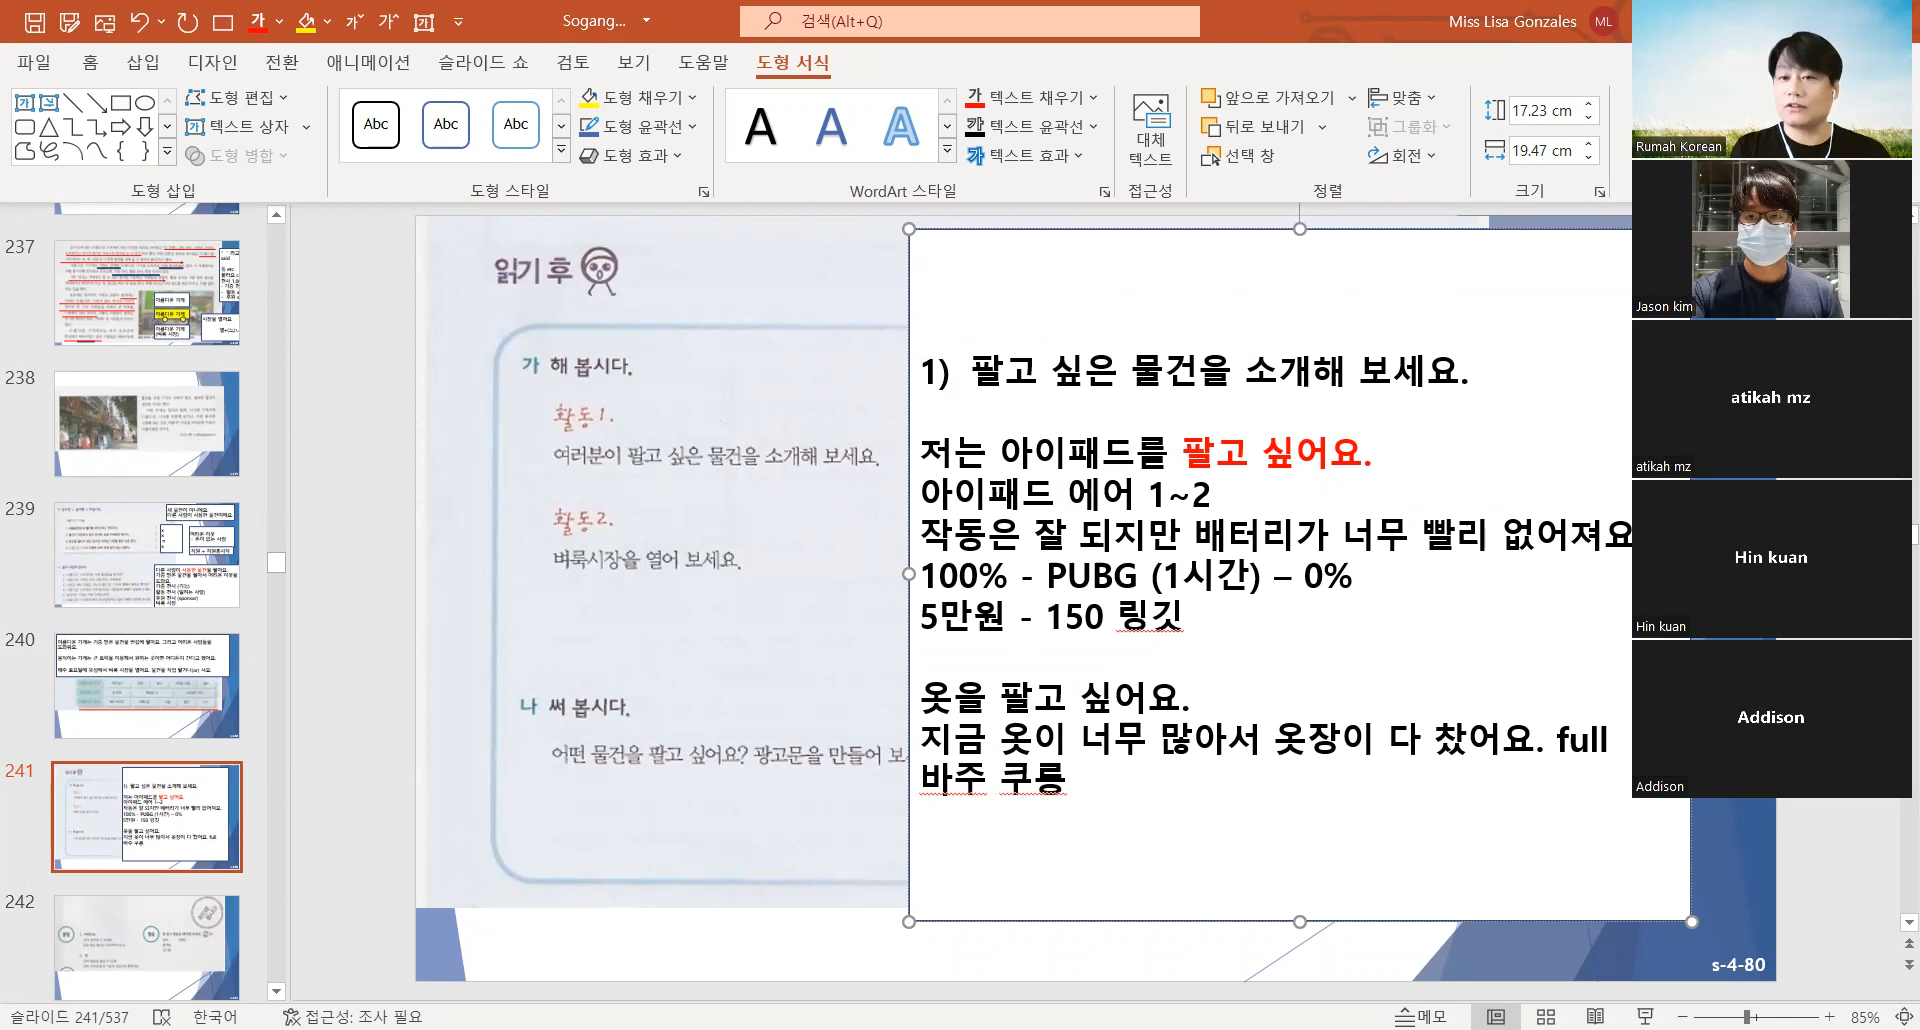 Sogang...
검색(Alt+Q)
Miss Lisa Gonzales
ML
파일 홈 삽입 디자인 전환 애니메이션 슬라이드 쇼 검토 보기 도움말 도형 서식
도형 편집
텍스트 상자
도형 병합
도형 삽입
Abc Abc Abc
도형 채우기
도형 윤곽선
도형 효과
도형 스타일
A A A
텍스트 채우기
텍스트 윤곽선
텍스트 효과
WordArt 스타일
대체
텍스트
접근성
앞으로 가져오기
뒤로 보내기
선택 창
맞춤
그룹화
회전
정렬
17.23 cm
19.47 cm
크기
237
238
239
240
241
242
읽기 후
가 해 봅시다.
활동1.
여러분이 팔고 싶은 물건을 소개해 보세요.
활동2.
벼룩시장을 열어 보세요.
나 써 봅시다.
어떤 물건을 팔고 싶어요? 광고문을 만들어 보
1) 팔고 싶은 물건을 소개해 보세요.
저는 아이패드를 팔고 싶어요.
아이패드 에어 1~2
작동은 잘 되지만 배터리가 너무 빨리 없어져요
100% - PUBG (1시간) – 0%
5만원 - 150 링깃
옷을 팔고 싶어요.
지금 옷이 너무 많아서 옷장이 다 찼어요. full
바주 쿠룽
s-4-80
Rumah Korean
Jason kim
atikah mz
atikah mz
Hin kuan
Hin kuan
Addison
Addison
슬라이드 241/537
한국어
접근성: 조사 필요
메모
85%